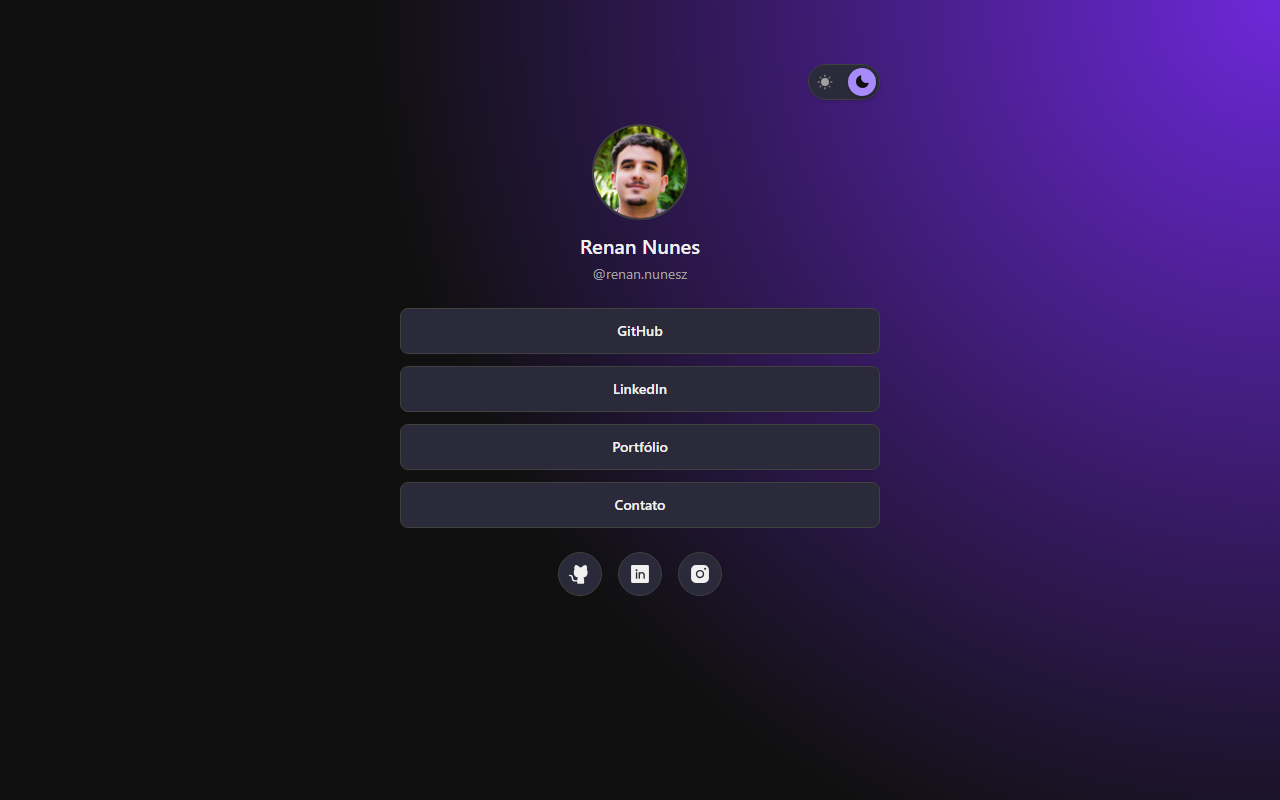 Renan Nunes
@renan.nunesz
GitHub
LinkedIn
Portfólio
Contato